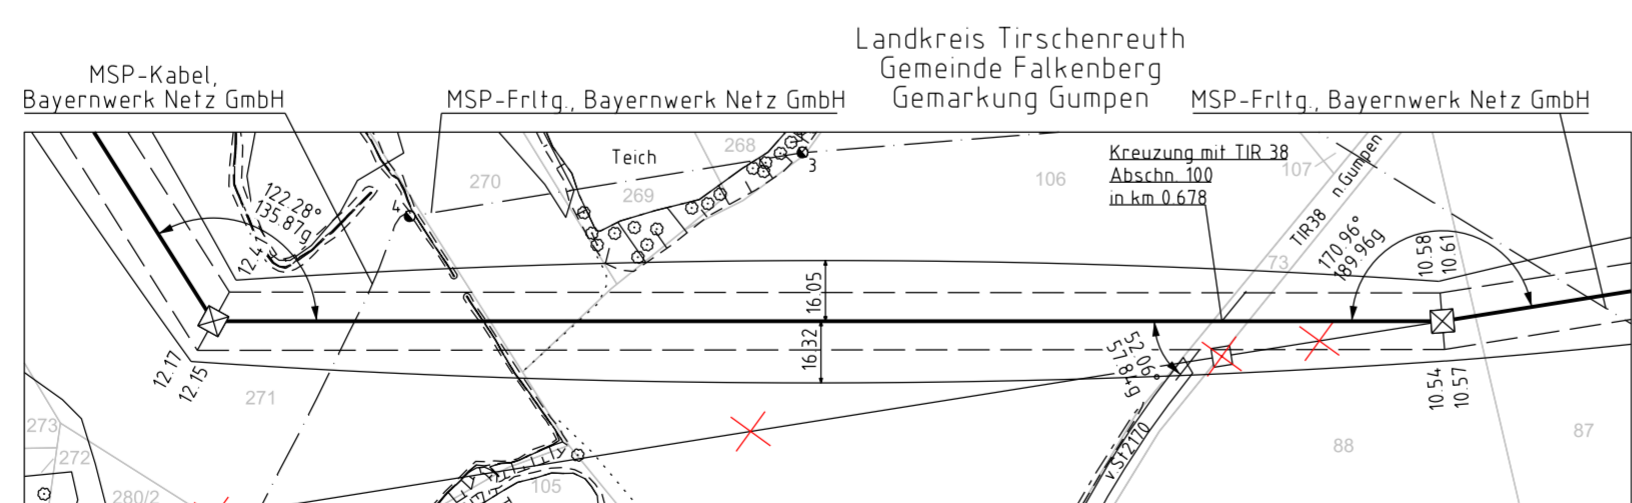 Landkreis Tirschenreuth
Gemeinde Falkenberg
Gemarkung Gumpen
MSP-Kabel,
Bayernwerk Netz GmbH
MSP-Frltg., Bayernwerk Netz GmbH
MSP-Frltg., Bayernwerk Netz GmbH
268
Teich
3
Kreuzung mit TIR 38
Abschn. 100
in km 0.678
107
n.Gumpen
270
269
106
122.28°
135.87g
4
TIR38
170.96°
189.96g
10.58
10.61
12.41
73
16.05
16.32
52.06°
57.84g
12.17
12.15
10.54
10.57
271
273
272
280/2
105
v.St2170
88
87